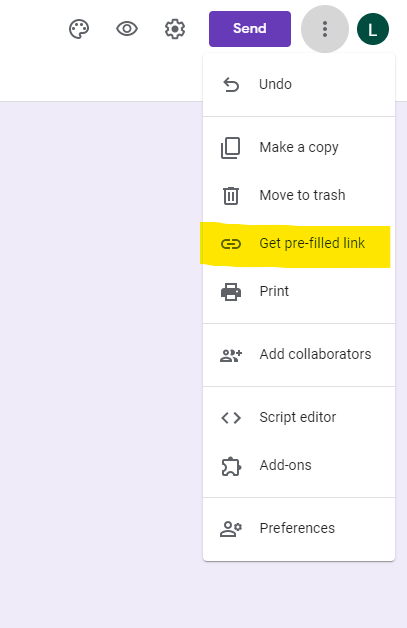 Send
L
Undo
Make a copy
Move to trash
Get pre-filled link
Print
Add collaborators
Script editor
Add-ons
Preferences